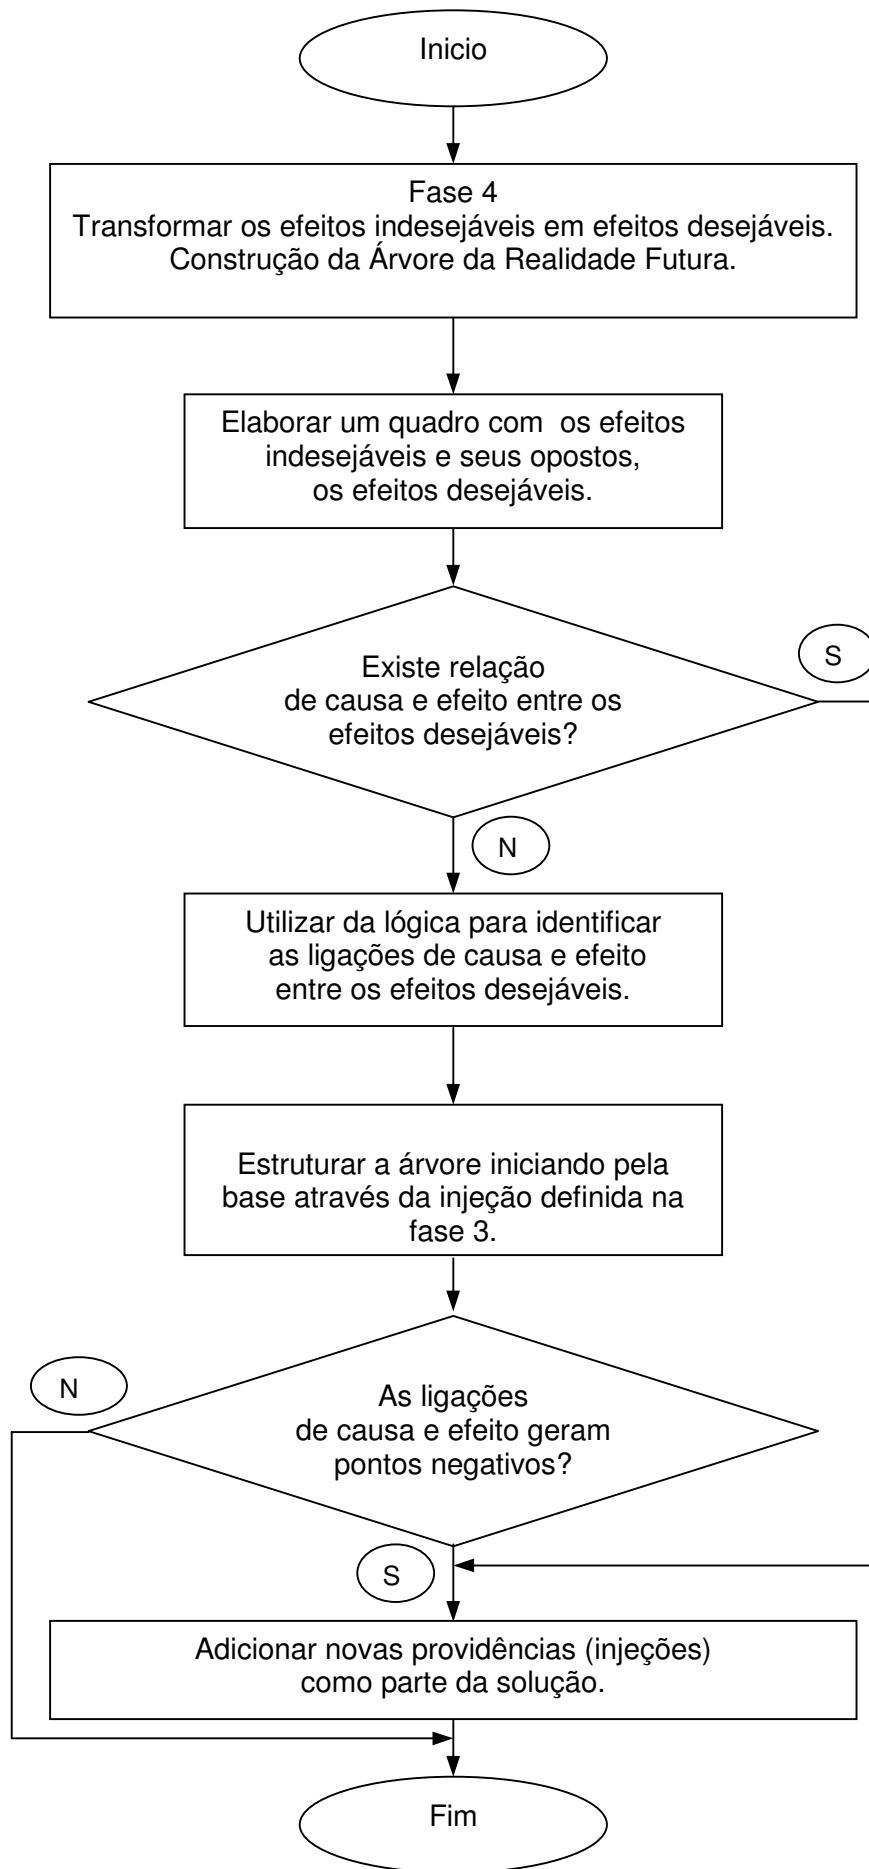 Inicio
Fase 4
Transformar os efeitos indesejáveis em efeitos desejáveis.
Construção da Árvore da Realidade Futura.
Elaborar um quadro com os efeitos
indesejáveis e seus opostos,
os efeitos desejáveis.
Existe relação
de causa e efeito entre os
efeitos desejáveis?
S
N
Utilizar da lógica para identificar
as ligações de causa e efeito
entre os efeitos desejáveis.
Estruturar a árvore iniciando pela
base através da injeção definida na
fase 3.
N
As ligações
de causa e efeito geram
pontos negativos?
S
Adicionar novas providências (injeções)
como parte da solução.
Fim